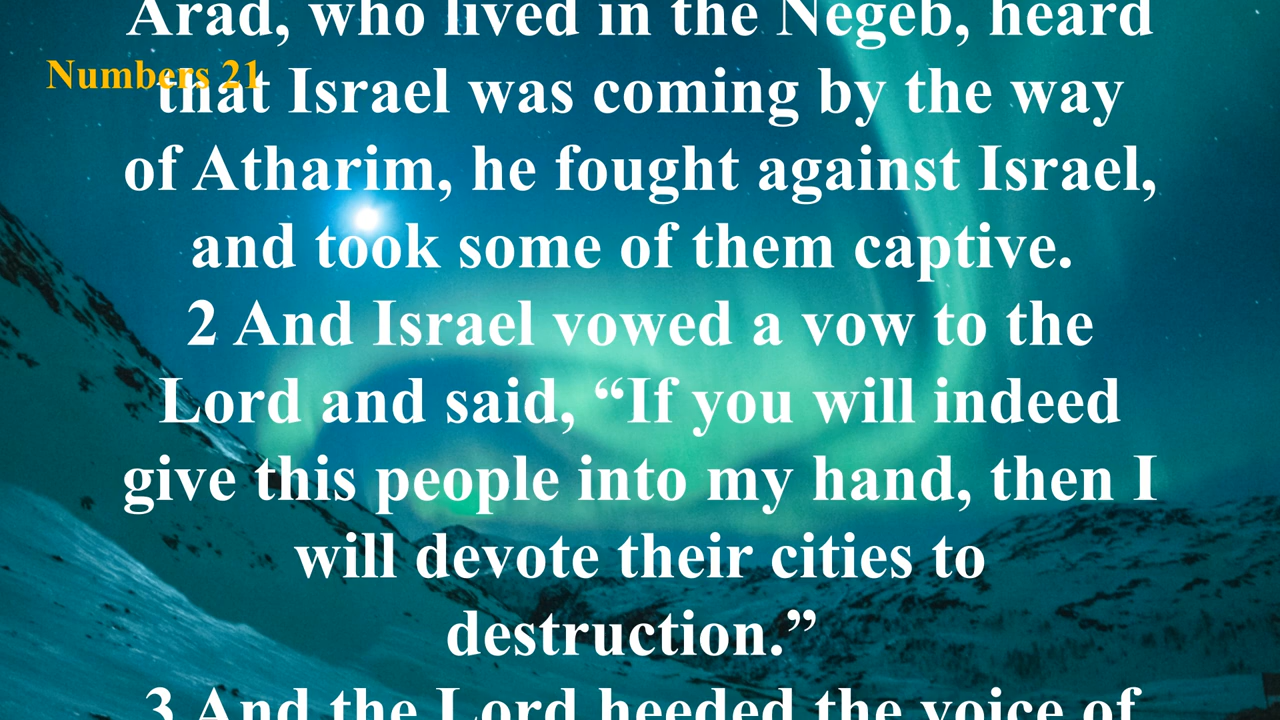 Arad, who lived in the Negeb, heard
Numbers 21
that Israel was coming by the way
of Atharim, he fought against Israel,
and took some of them captive.
2 And Israel vowed a vow to the
Lord and said, “If you will indeed
give this people into my hand, then I
will devote their cities to
destruction.”
3 And the Lord heeded the voice of